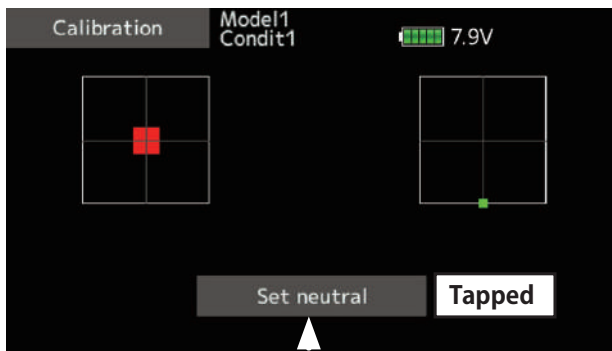 Calibration
Model1
Condit1
7.9V
Set neutral
Tapped